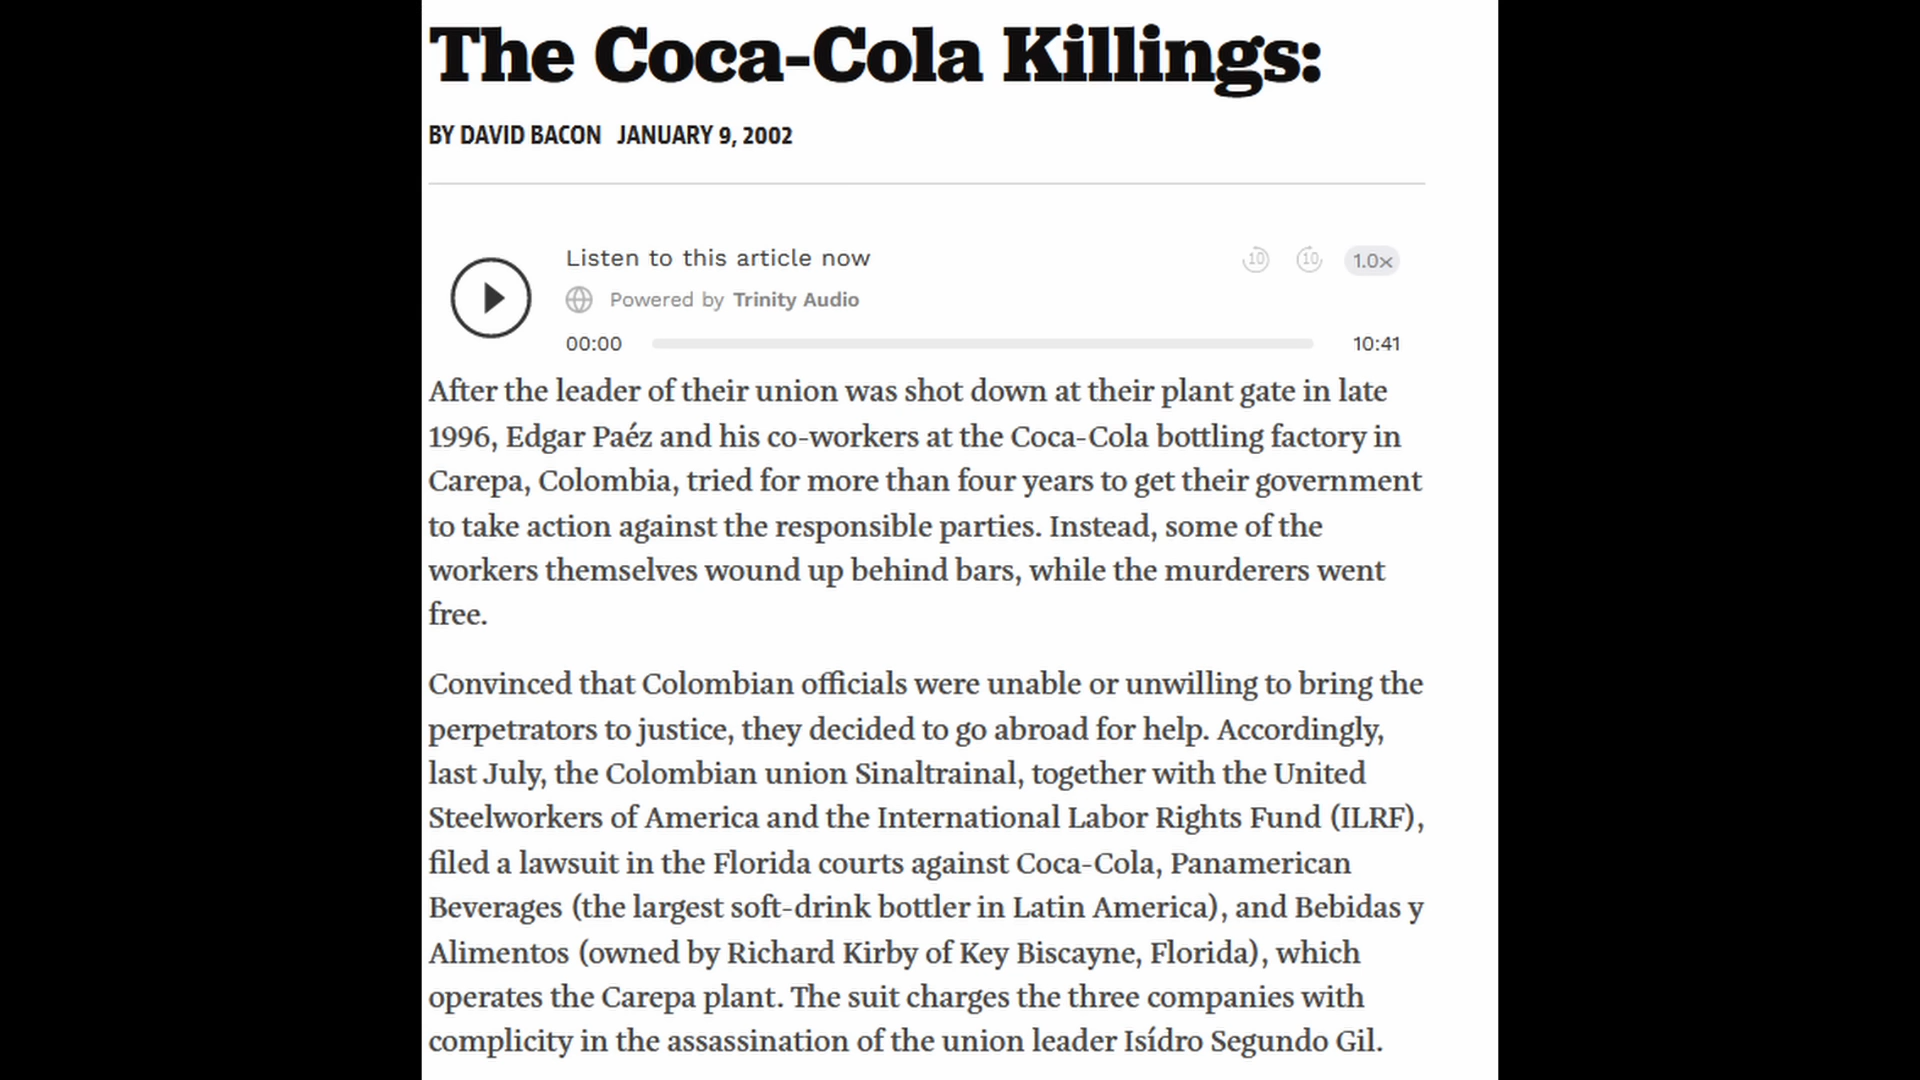 The Coca-Cola Killings:
BY DAVID BACON JANUARY 9, 2002
Listen to this article now
10 10 1.0x
Powered by Trinity Audio
00:00 10:41
After the leader of their union was shot down at their plant gate in late
1996, Edgar Paéz and his co-workers at the Coca-Cola bottling factory in
Carepa, Colombia, tried for more than four years to get their government
to take action against the responsible parties. Instead, some of the
workers themselves wound up behind bars, while the murderers went
free.
Convinced that Colombian officials were unable or unwilling to bring the
perpetrators to justice, they decided to go abroad for help. Accordingly,
last July, the Colombian union Sinaltrainal, together with the United
Steelworkers of America and the International Labor Rights Fund (ILRF),
filed a lawsuit in the Florida courts against Coca-Cola, Panamerican
Beverages (the largest soft-drink bottler in Latin America), and Bebidas y
Alimentos (owned by Richard Kirby of Key Biscayne, Florida), which
operates the Carepa plant. The suit charges the three companies with
complicity in the assassination of the union leader Isídro Segundo Gil.